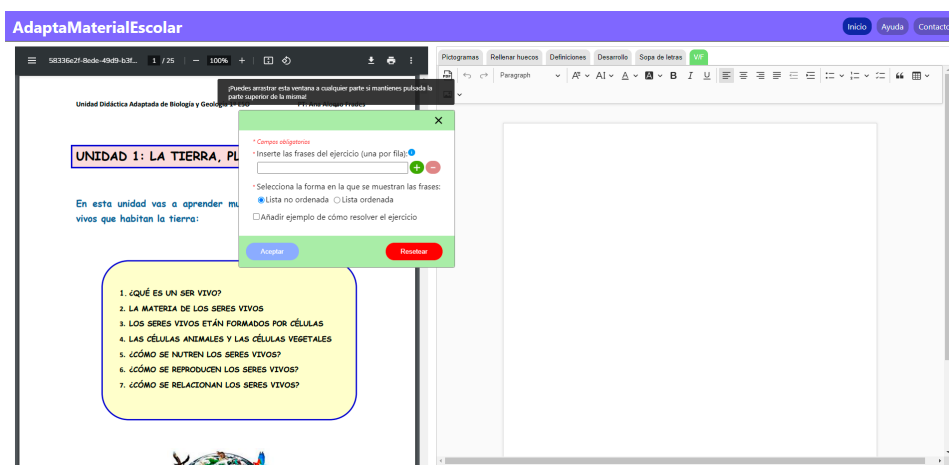 AdaptaMaterialEscolar
Inicio Ayuda Contacto
58336e2f-8ede-49d9-b3f... 1 / 25 100%
Pictogramas Rellenar huecos Definiciones Desarrollo Sopa de letras V/F
Paragraph
¡Puedes arrastrar esta ventana a cualquier parte si mantienes pulsada la
parte superior de la misma!
Unidad Didáctica Adaptada de Biología y Geología 1º ESO
UNIDAD 1: LA TIERRA,
En esta unidad vas a aprender
vivos que habitan la tierra:
* Campos obligatorios
* Inserte las frases del ejercicio (una por fila):
* Selecciona la forma en la que se muestran las frases:
Lista no ordenada Lista ordenada
Añadir ejemplo de cómo resolver el ejercicio
Aceptar Resetear
1. ¿QUÉ ES UN SER VIVO?
2. LA MATERIA DE LOS SERES VIVOS
3. LOS SERES VIVOS ETÁN FORMADOS POR CÉLULAS
4. LAS CÉLULAS ANIMALES Y LAS CÉLULAS VEGETALES
5. ¿CÓMO SE NUTREN LOS SERES VIVOS?
6. ¿CÓMO SE REPRODUCEN LOS SERES VIVOS?
7. ¿CÓMO SE RELACIONAN LOS SERES VIVOS?